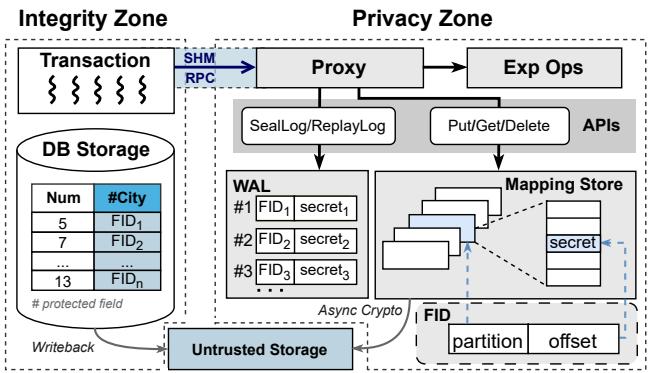 Integrity Zone
Privacy Zone
Transaction
SHM
RPC
Proxy
Exp Ops
SealLog/ReplayLog
Put/Get/Delete
APIs
DB Storage
Num #City
5 FID₁
7 FID₂
... ...
13 FIDₙ
# protected field
WAL
#1 FID₁ secret₁
#2 FID₂ secret₂
#3 FID₃ secret₃
...
Mapping Store
secret
Async Crypto
Writeback
Untrusted Storage
FID
partition offset